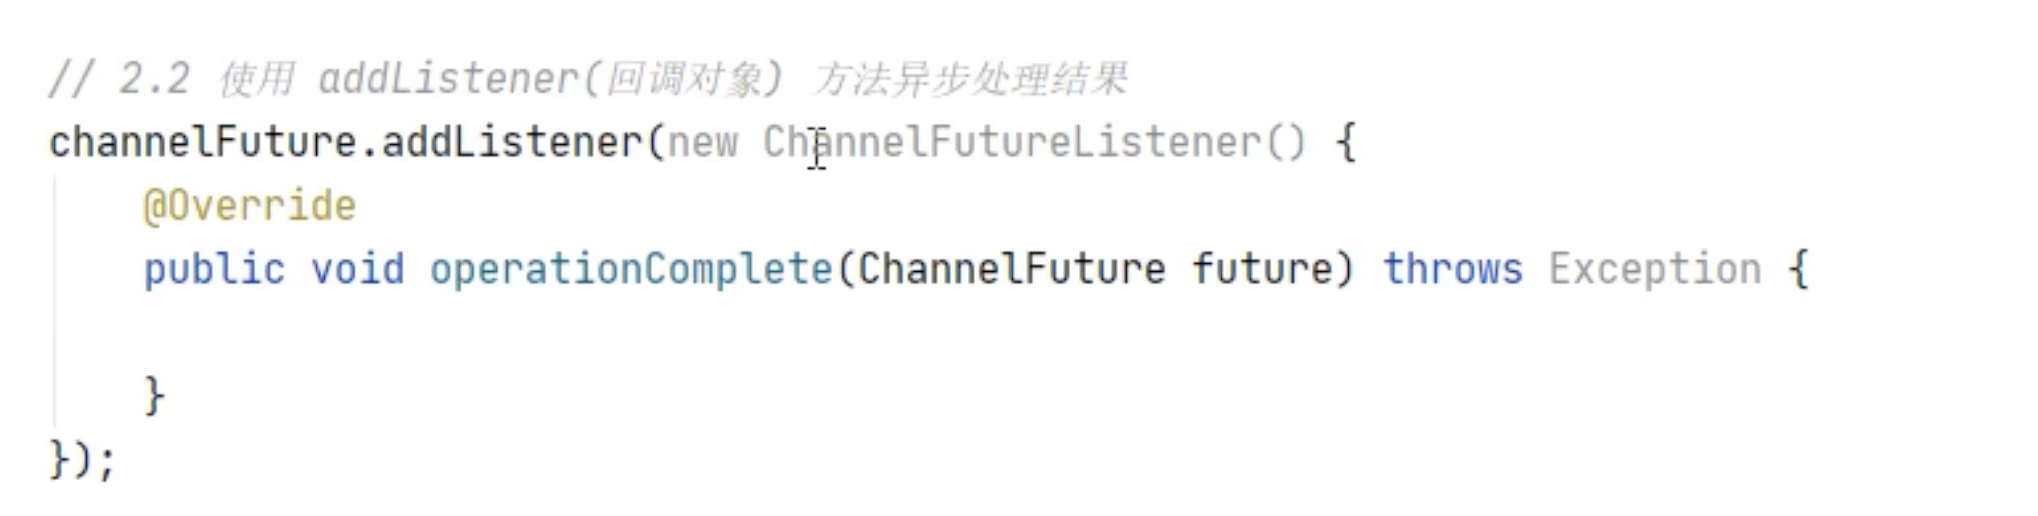 // 2.2 使用 addListener(回调对象) 方法异步处理结果
channelFuture.addListener(new ChannelFutureListener() {
@Override
public void operationComplete(ChannelFuture future) throws Exception {
}
});